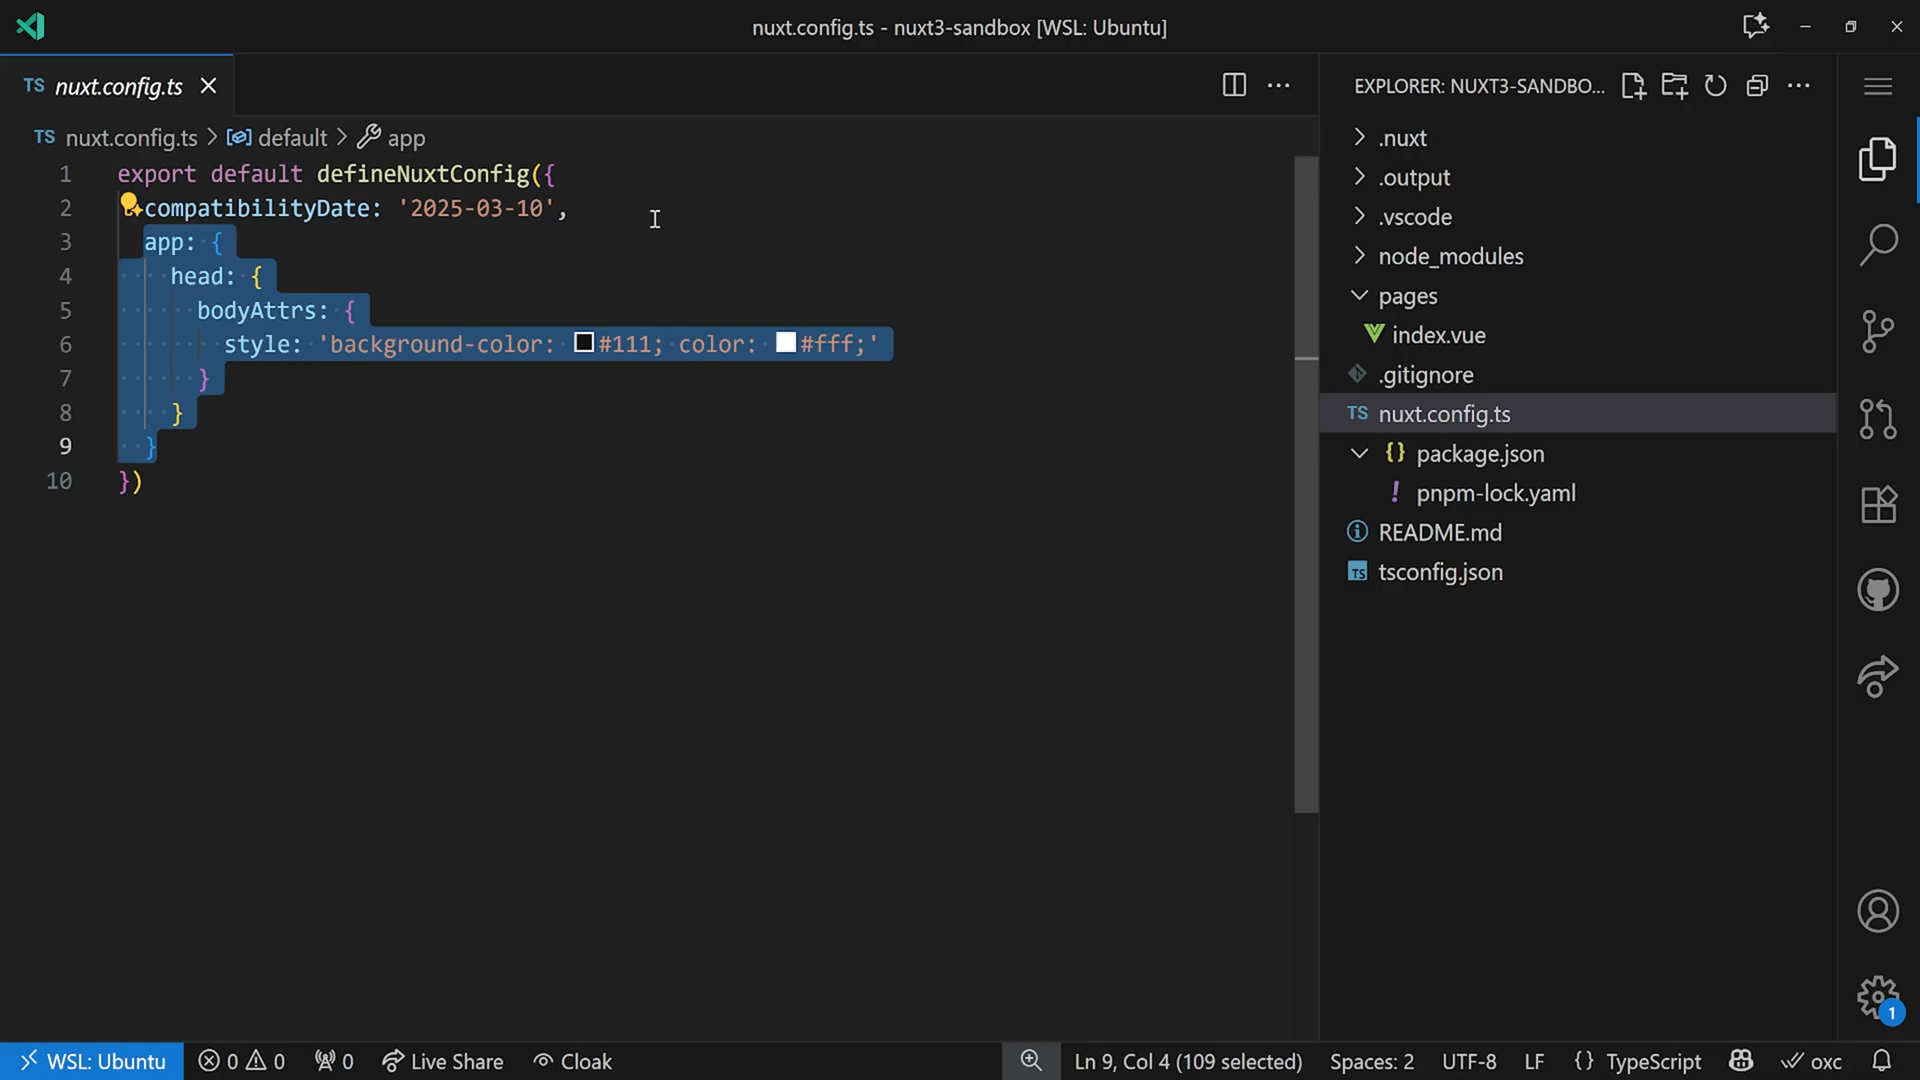 nuxt.config.ts - nuxt3-sandbox [WSL: Ubuntu]
TS nuxt.config.ts
EXPLORER: NUXT3-SANDBO...
TS nuxt.config.ts > default > app
1 export default defineNuxtConfig({
2 compatibilityDate: '2025-03-10',
3 app: {
4 head: {
5 bodyAttrs: {
6 style: 'background-color: #111; color: #fff;'
7 }
8 }
9 }
10 })
.nuxt
.output
.vscode
node_modules
pages
index.vue
.gitignore
TS nuxt.config.ts
{} package.json
! pnpm-lock.yaml
README.md
TS tsconfig.json
1
WSL: Ubuntu
0 0
0
Live Share
Cloak
Ln 9, Col 4 (109 selected)
Spaces: 2
UTF-8
LF
{} TypeScript
oxc